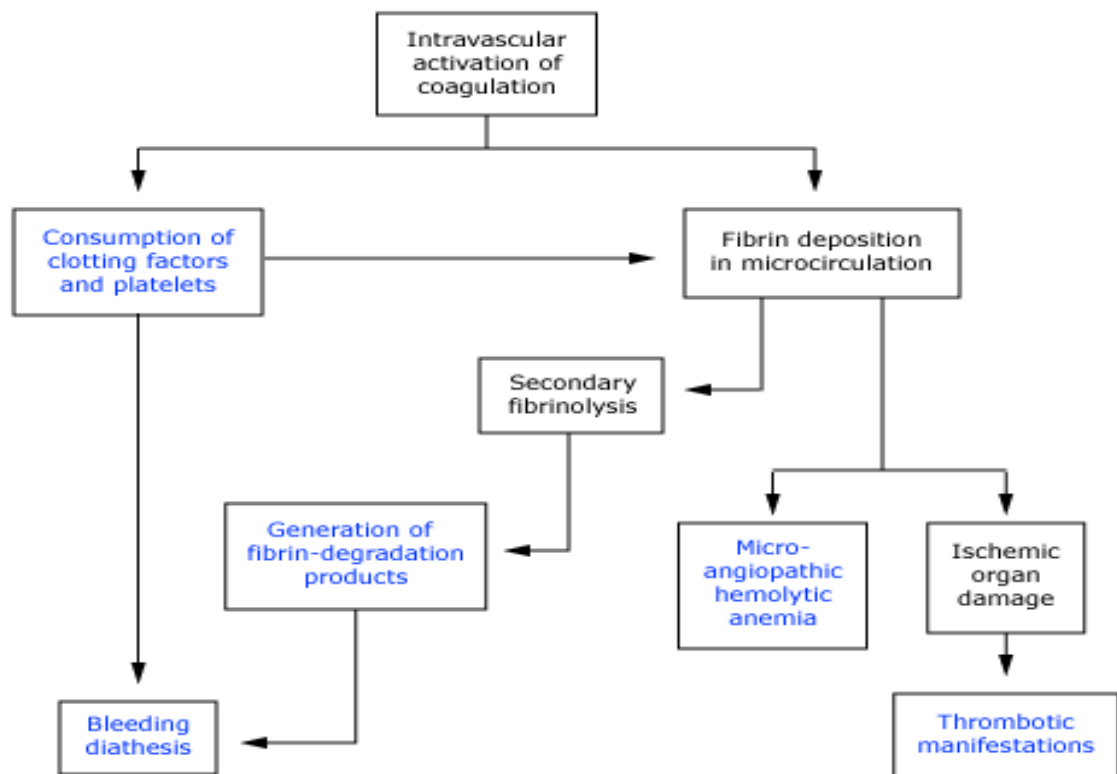 Intravascular
activation of
coagulation
Consumption of
clotting factors
and platelets
Fibrin deposition
in microcirculation
Secondary
fibrinolysis
Generation of
fibrin-degradation
products
Micro-
angiopathic
hemolytic
anemia
Ischemic
organ
damage
Bleeding
diathesis
Thrombotic
manifestations